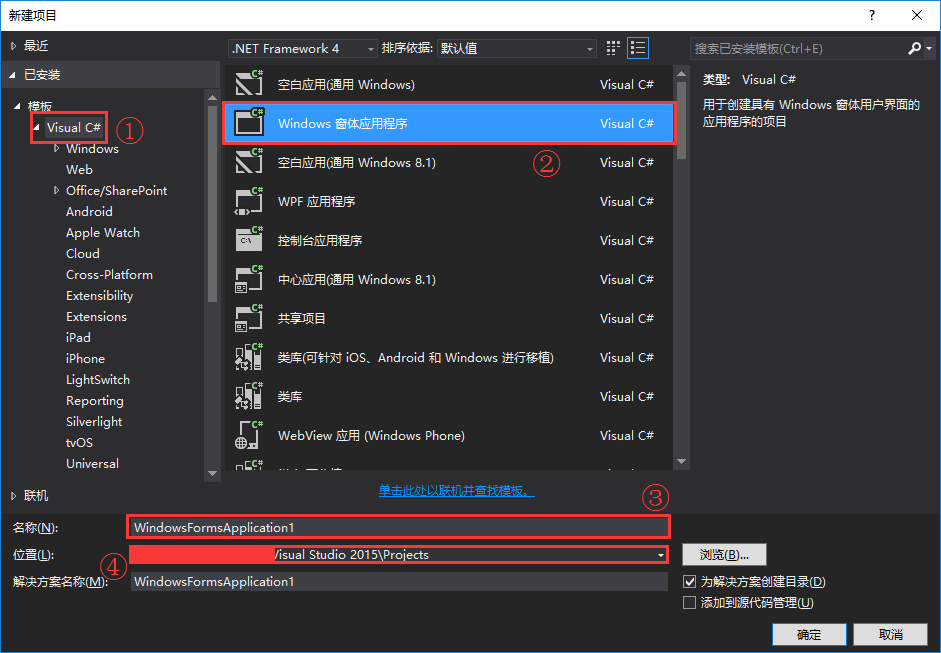 新建项目
?
最近
.NET Framework 4
排序依据:
默认值
搜索已安装模板(Ctrl+E)
已安装
模板
Visual C#
①
Windows
Web
Office/SharePoint
Android
Apple Watch
Cloud
Cross-Platform
Extensibility
Extensions
iPad
iPhone
LightSwitch
Reporting
Silverlight
tvOS
Universal
空白应用(通用 Windows) Visual C#
Windows 窗体应用程序 Visual C#
②
空白应用(通用 Windows 8.1) Visual C#
WPF 应用程序 Visual C#
控制台应用程序 Visual C#
中心应用(通用 Windows 8.1) Visual C#
共享项目 Visual C#
类库(可针对 iOS、Android 和 Windows 进行移植) Visual C#
类库 Visual C#
WebView 应用 (Windows Phone) Visual C#
类型: Visual C#
用于创建具有 Windows 窗体用户界面的
应用程序的项目
联机
单击此处以联机并查找模板。
③
名称(N): WindowsFormsApplication1
位置(L): Visual Studio 2015\Projects
④
浏览(B)...
解决方案名称(M): WindowsFormsApplication1
为解决方案创建目录(D)
添加到源代码管理(U)
确定
取消